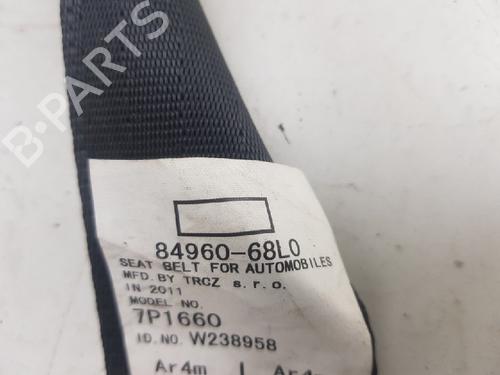 B-PARTS
84960-68L0
SEAT BELT FOR AUTOMOBILES
MFD.BY TRCZ s.r.o.
IN 2011
MODEL NO.
7P1660
ID.NO.W238958
Ar4m | Ar4m